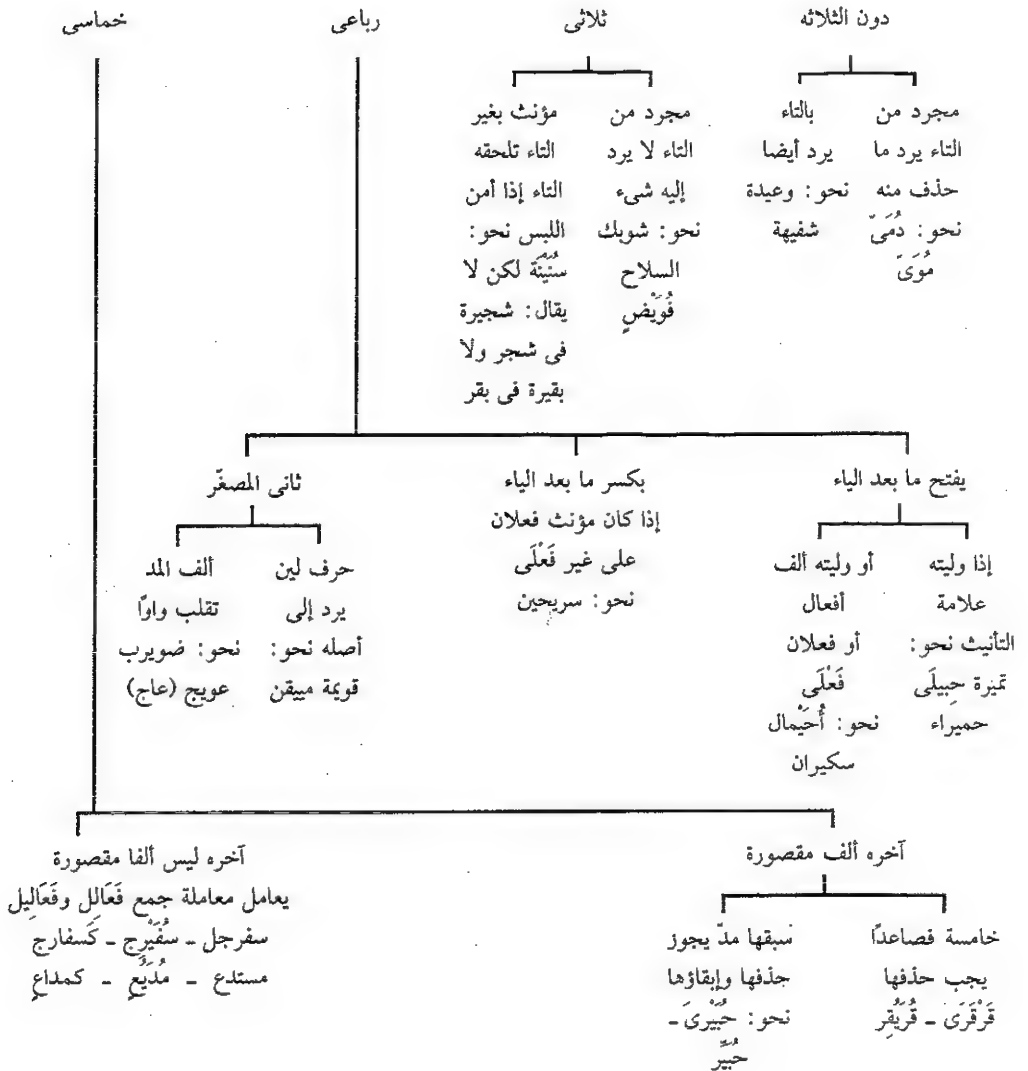 دون الثلاثه
ثلاثى
رباعى
خماسى
مجرد من
التاء يرد ما
حذف منه
نحو: دُمَىّ
مُوَىَ
بالتاء
يرد أيضا
نحو: وعيدة
شفيهة
مجرد من
التاء لا يرد
إليه شىء
نحو: شويك
السلاح
فُوَيْضٍ
مؤنث بغير
التاء تلحقه
التاء إذا أمن
اللبس نحو:
سُنَيْنَة لكن لا
يقال: شجيرة
فى شجر ولا
بقيرة فى بقر
يفتح ما بعد الياء
إذا وليته
علامة
التأنيث نحو:
تميزة حبيلَى
حميراء
أو وليته ألف
أفعال
أو فعلان
فَعْلَى
نحو: أُحَيْمال
سكيران
بكسر ما بعد الياء
إذا كان مؤنث فعلان
على غير فَعْلَى
نحو: سريحين
ثانى المصغّر
حرف لين
يرد إلى
أصله نحو:
قويمة مييقن
ألف المد
تقلب واوًا
نحو: ضويرب
عويج (عاج)
آخره ألف مقصورة
خامسة فصاعدًا
يجب حذفها
قَرْقَرَى - قُرَيْقِر
سبقها مدّ يجوز
حذفها وإبقاؤها
نحو: حُبَيْرىَ -
حُبَيِّر
آخره ليس ألفا مقصورة
يعامل معاملة جمع فَعَالل وفَعَاليل
سفرجل - سُفَيْرج - كَسفارج
مستدع - مُدَيْعٍ - كمداعٍ